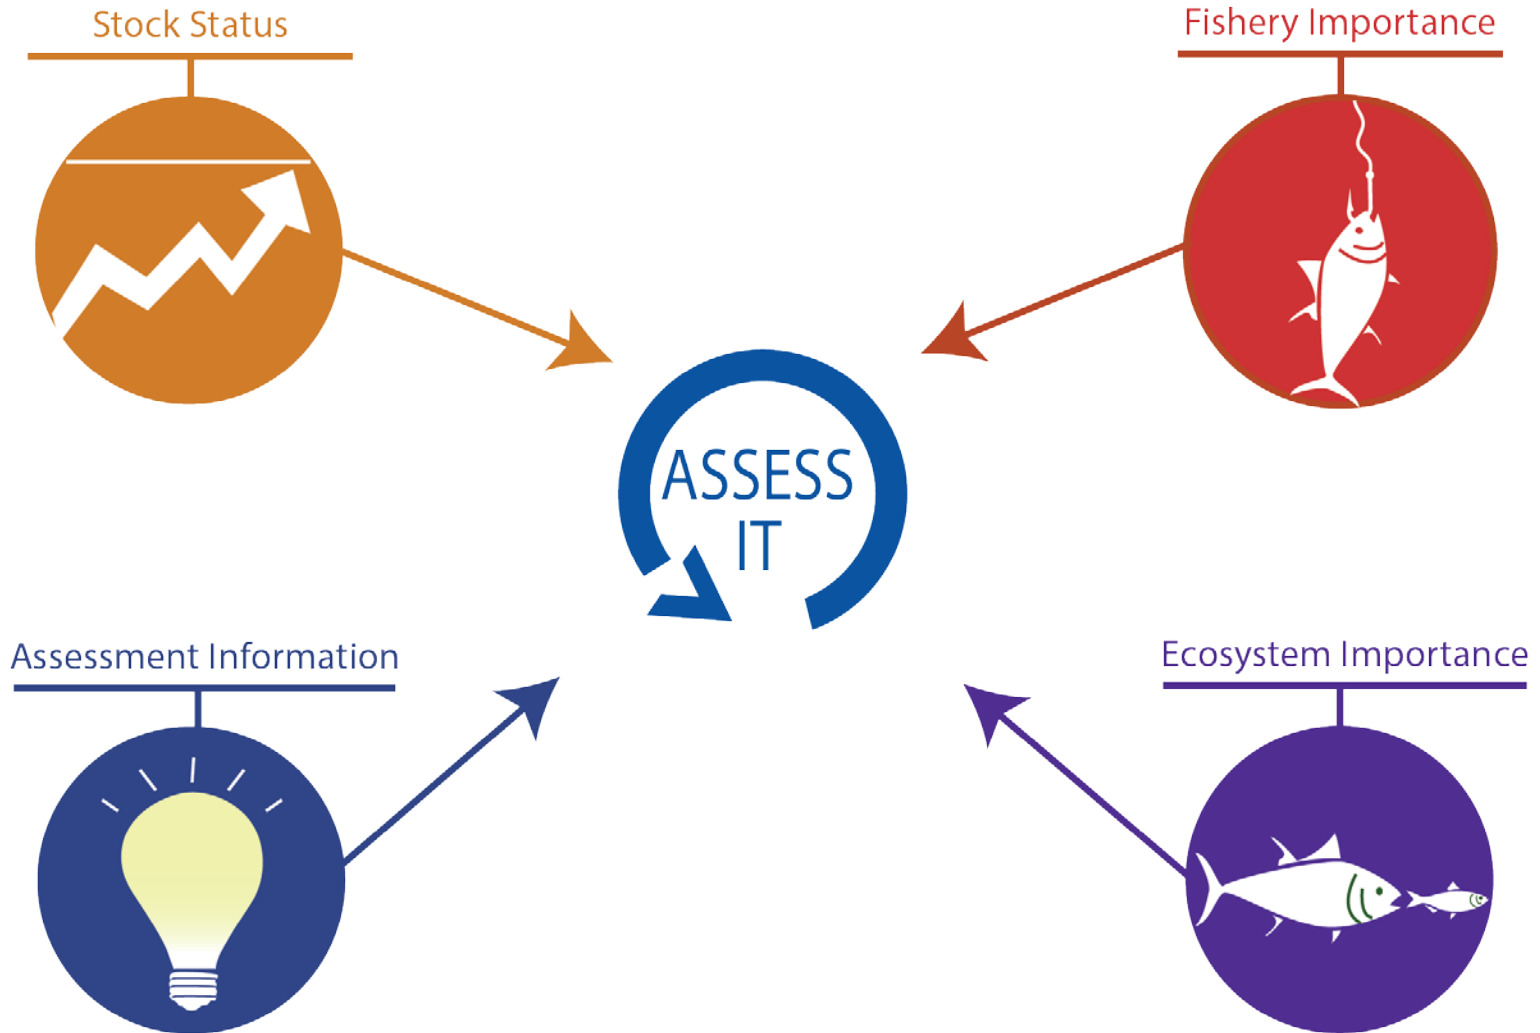 Stock Status
Fishery Importance
ASSESS
IT
Assessment Information
Ecosystem Importance